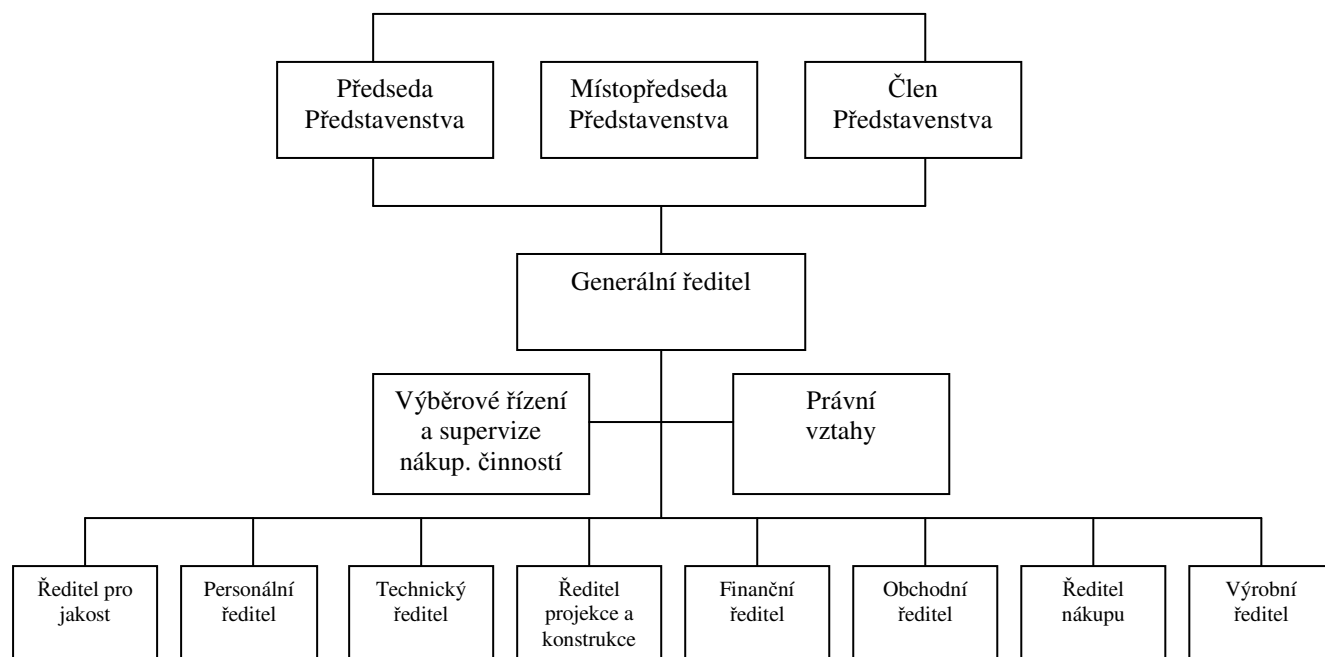 Předseda
Představenstva
Místopředseda
Představenstva
Člen
Představenstva
Generální ředitel
Výběrové řízení
a supervize
nákup. činností
Právní
vztahy
Ředitel pro
jakost
Personální
ředitel
Technický
ředitel
Ředitel
projekce a
konstrukce
Finanční
ředitel
Obchodní
ředitel
Ředitel
nákupu
Výrobní
ředitel